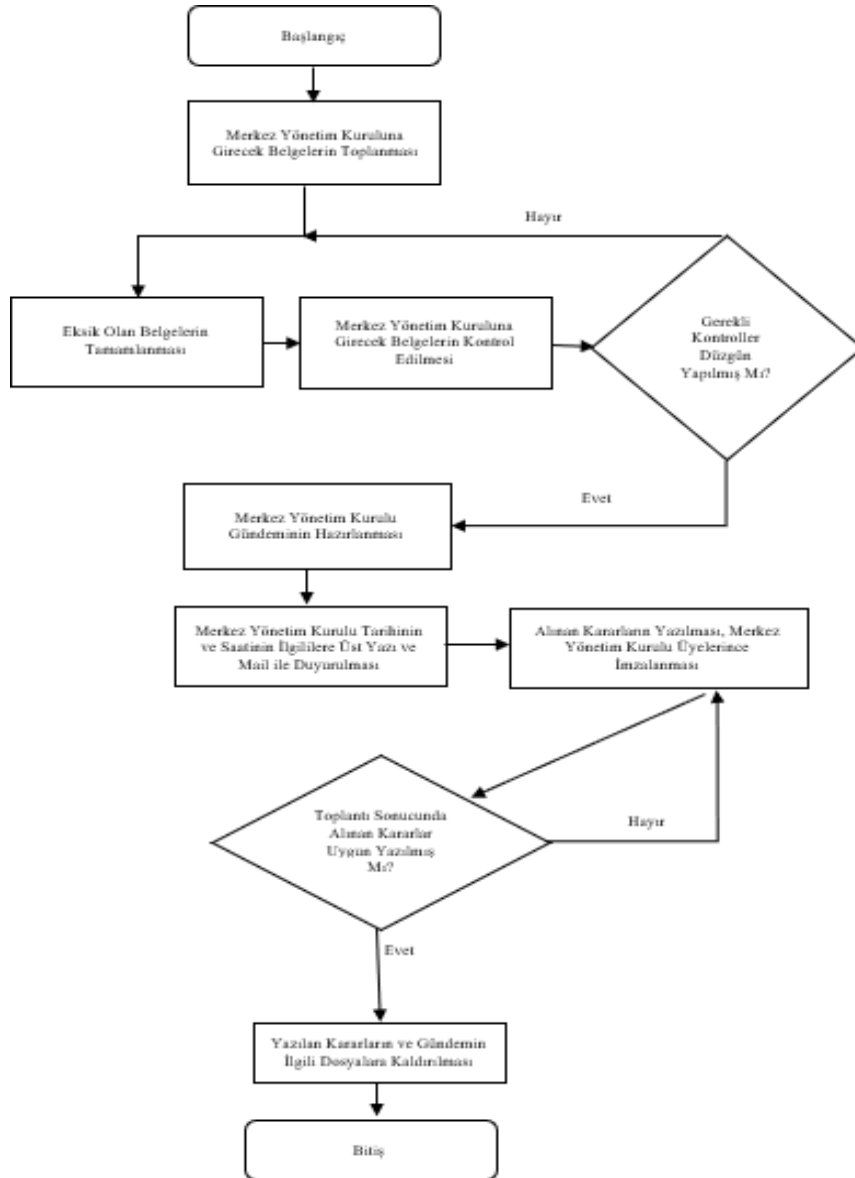 Başlangıç
Merkez Yönetim Kuruluna
Girecek Belgelerin Toplanması
Hayır
Eksik Olan Belgelerin
Tamamlanması
Merkez Yönetim Kuruluna
Girecek Belgelerin Kontrol
Edilmesi
Gerekli
Kontroller
Düzgün
Yapılmış Mı?
Evet
Merkez Yönetim Kurulu
Gündeminin Hazırlanması
Merkez Yönetim Kurulu Tarihinin
ve Saatinin İlgililere Üst Yazı ve
Mail ile Duyurulması
Alınan Kararların Yazılması, Merkez
Yönetim Kurulu Üyelerince
İmzalanması
Toplantı Sonucunda
Alınan Kararlar
Uygun Yazılmış
Mı?
Hayır
Evet
Yazılan Kararların ve Gündemin
İlgili Dosyalara Kaldırılması
Bitiş